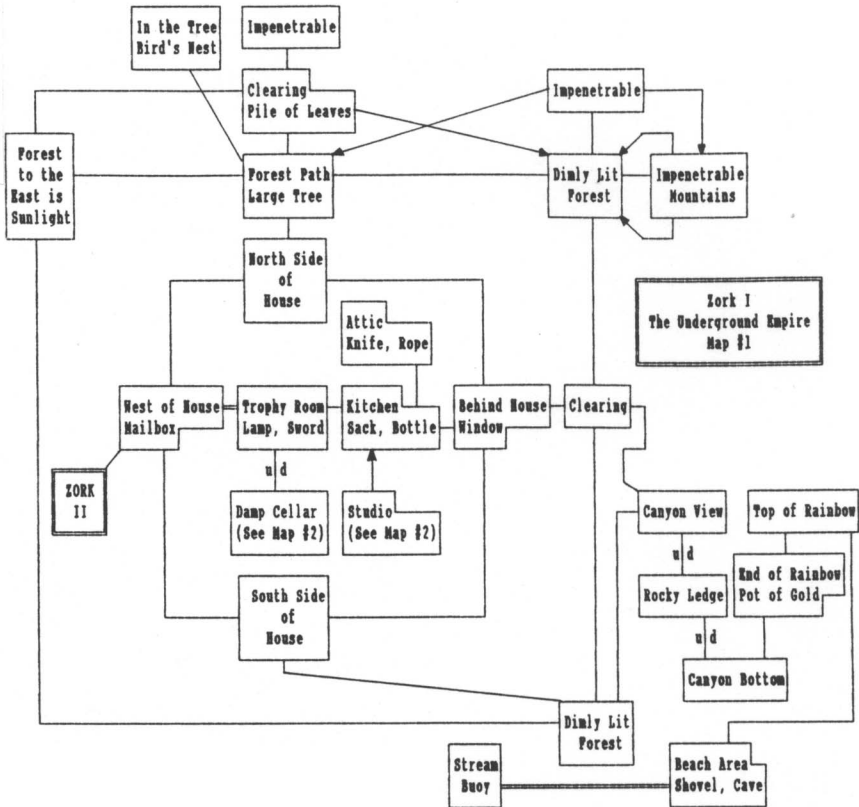 In the Tree
Bird's Nest
Impenetrable
Clearing
Pile of Leaves
Impenetrable
Forest
to the
East is
Sunlight
Forest Path
Large Tree
Dimly Lit
Forest
Impenetrable
Mountains
North Side
of
House
Zork I
The Underground Empire
Map #1
Attic
Knife, Rope
West of House
Mailbox
Trophy Room
Lamp, Sword
Kitchen
Sack, Bottle
Behind House
Window
Clearing
u d
ZORK
II
Damp Cellar
(See Map #2)
Studio
(See Map #2)
Canyon View
Top of Rainbow
u d
End of Rainbow
Pot of Gold
Rocky Ledge
South Side
of
House
u d
Canyon Bottom
Dimly Lit
Forest
Stream
Buoy
Beach Area
Shovel, Cave